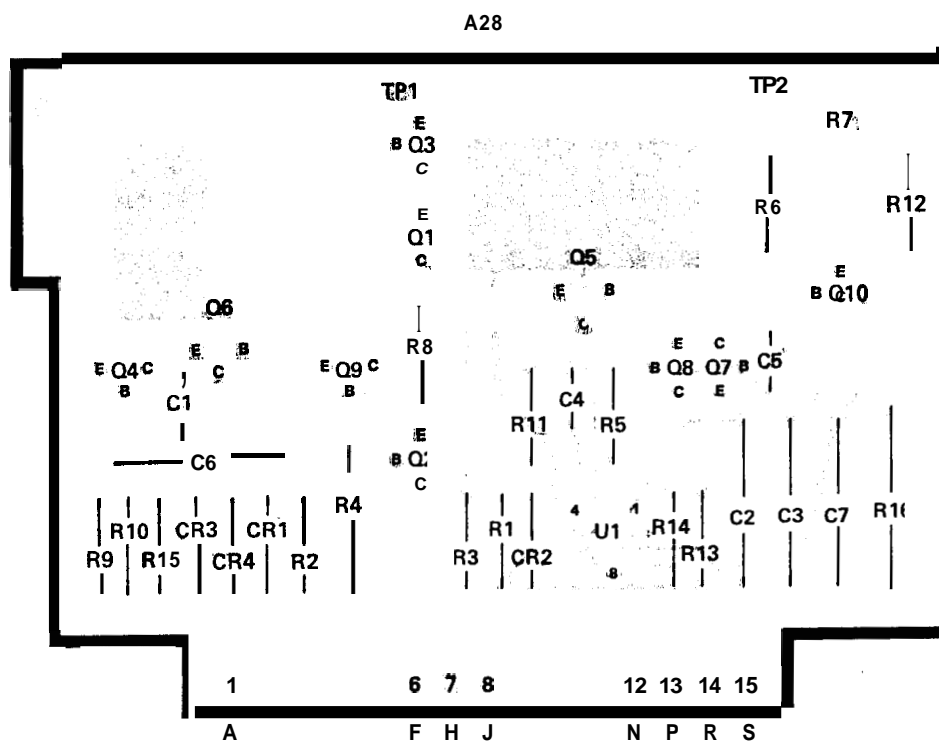 A28
TP1 TP2
E R7
B Q3
C
R6 R12
E
Q1
C Q5
E
E B B Q10
Q6 C
R8
E B E C
E Q4 C C E Q9 C B Q8 Q7 B C5
B B C E
C1 C4
R11 R5
E
C6 B Q2
C
R4 4 1 R16
R10 CR3 CR1 R1 U1 R14 C2 C3 C7
R9 R15 CR4 R2 R3 CR2 R13
8
1 6 7 8 12 13 14 15
A F H J N P R S